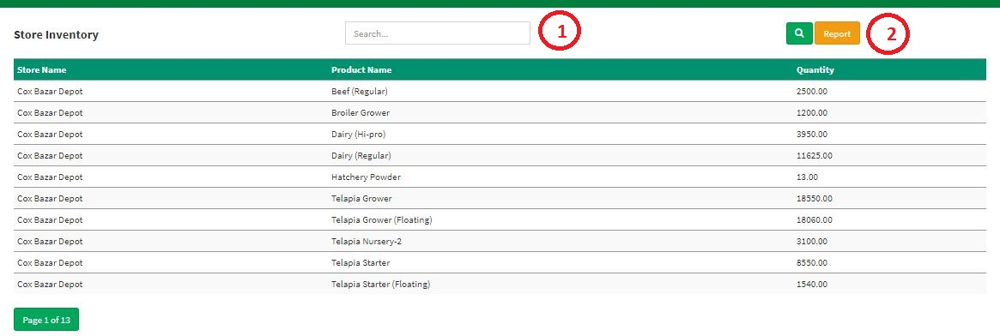 Store Inventory Search... 1 Report 2
Store Name Product Name Quantity
Cox Bazar Depot Beef (Regular) 2500.00
Cox Bazar Depot Broiler Grower 1200.00
Cox Bazar Depot Dairy (Hi-pro) 3950.00
Cox Bazar Depot Dairy (Regular) 11625.00
Cox Bazar Depot Hatchery Powder 13.00
Cox Bazar Depot Telapia Grower 18550.00
Cox Bazar Depot Telapia Grower (Floating) 18060.00
Cox Bazar Depot Telapia Nursery-2 3100.00
Cox Bazar Depot Telapia Starter 8550.00
Cox Bazar Depot Telapia Starter (Floating) 1540.00
Page 1 of 13